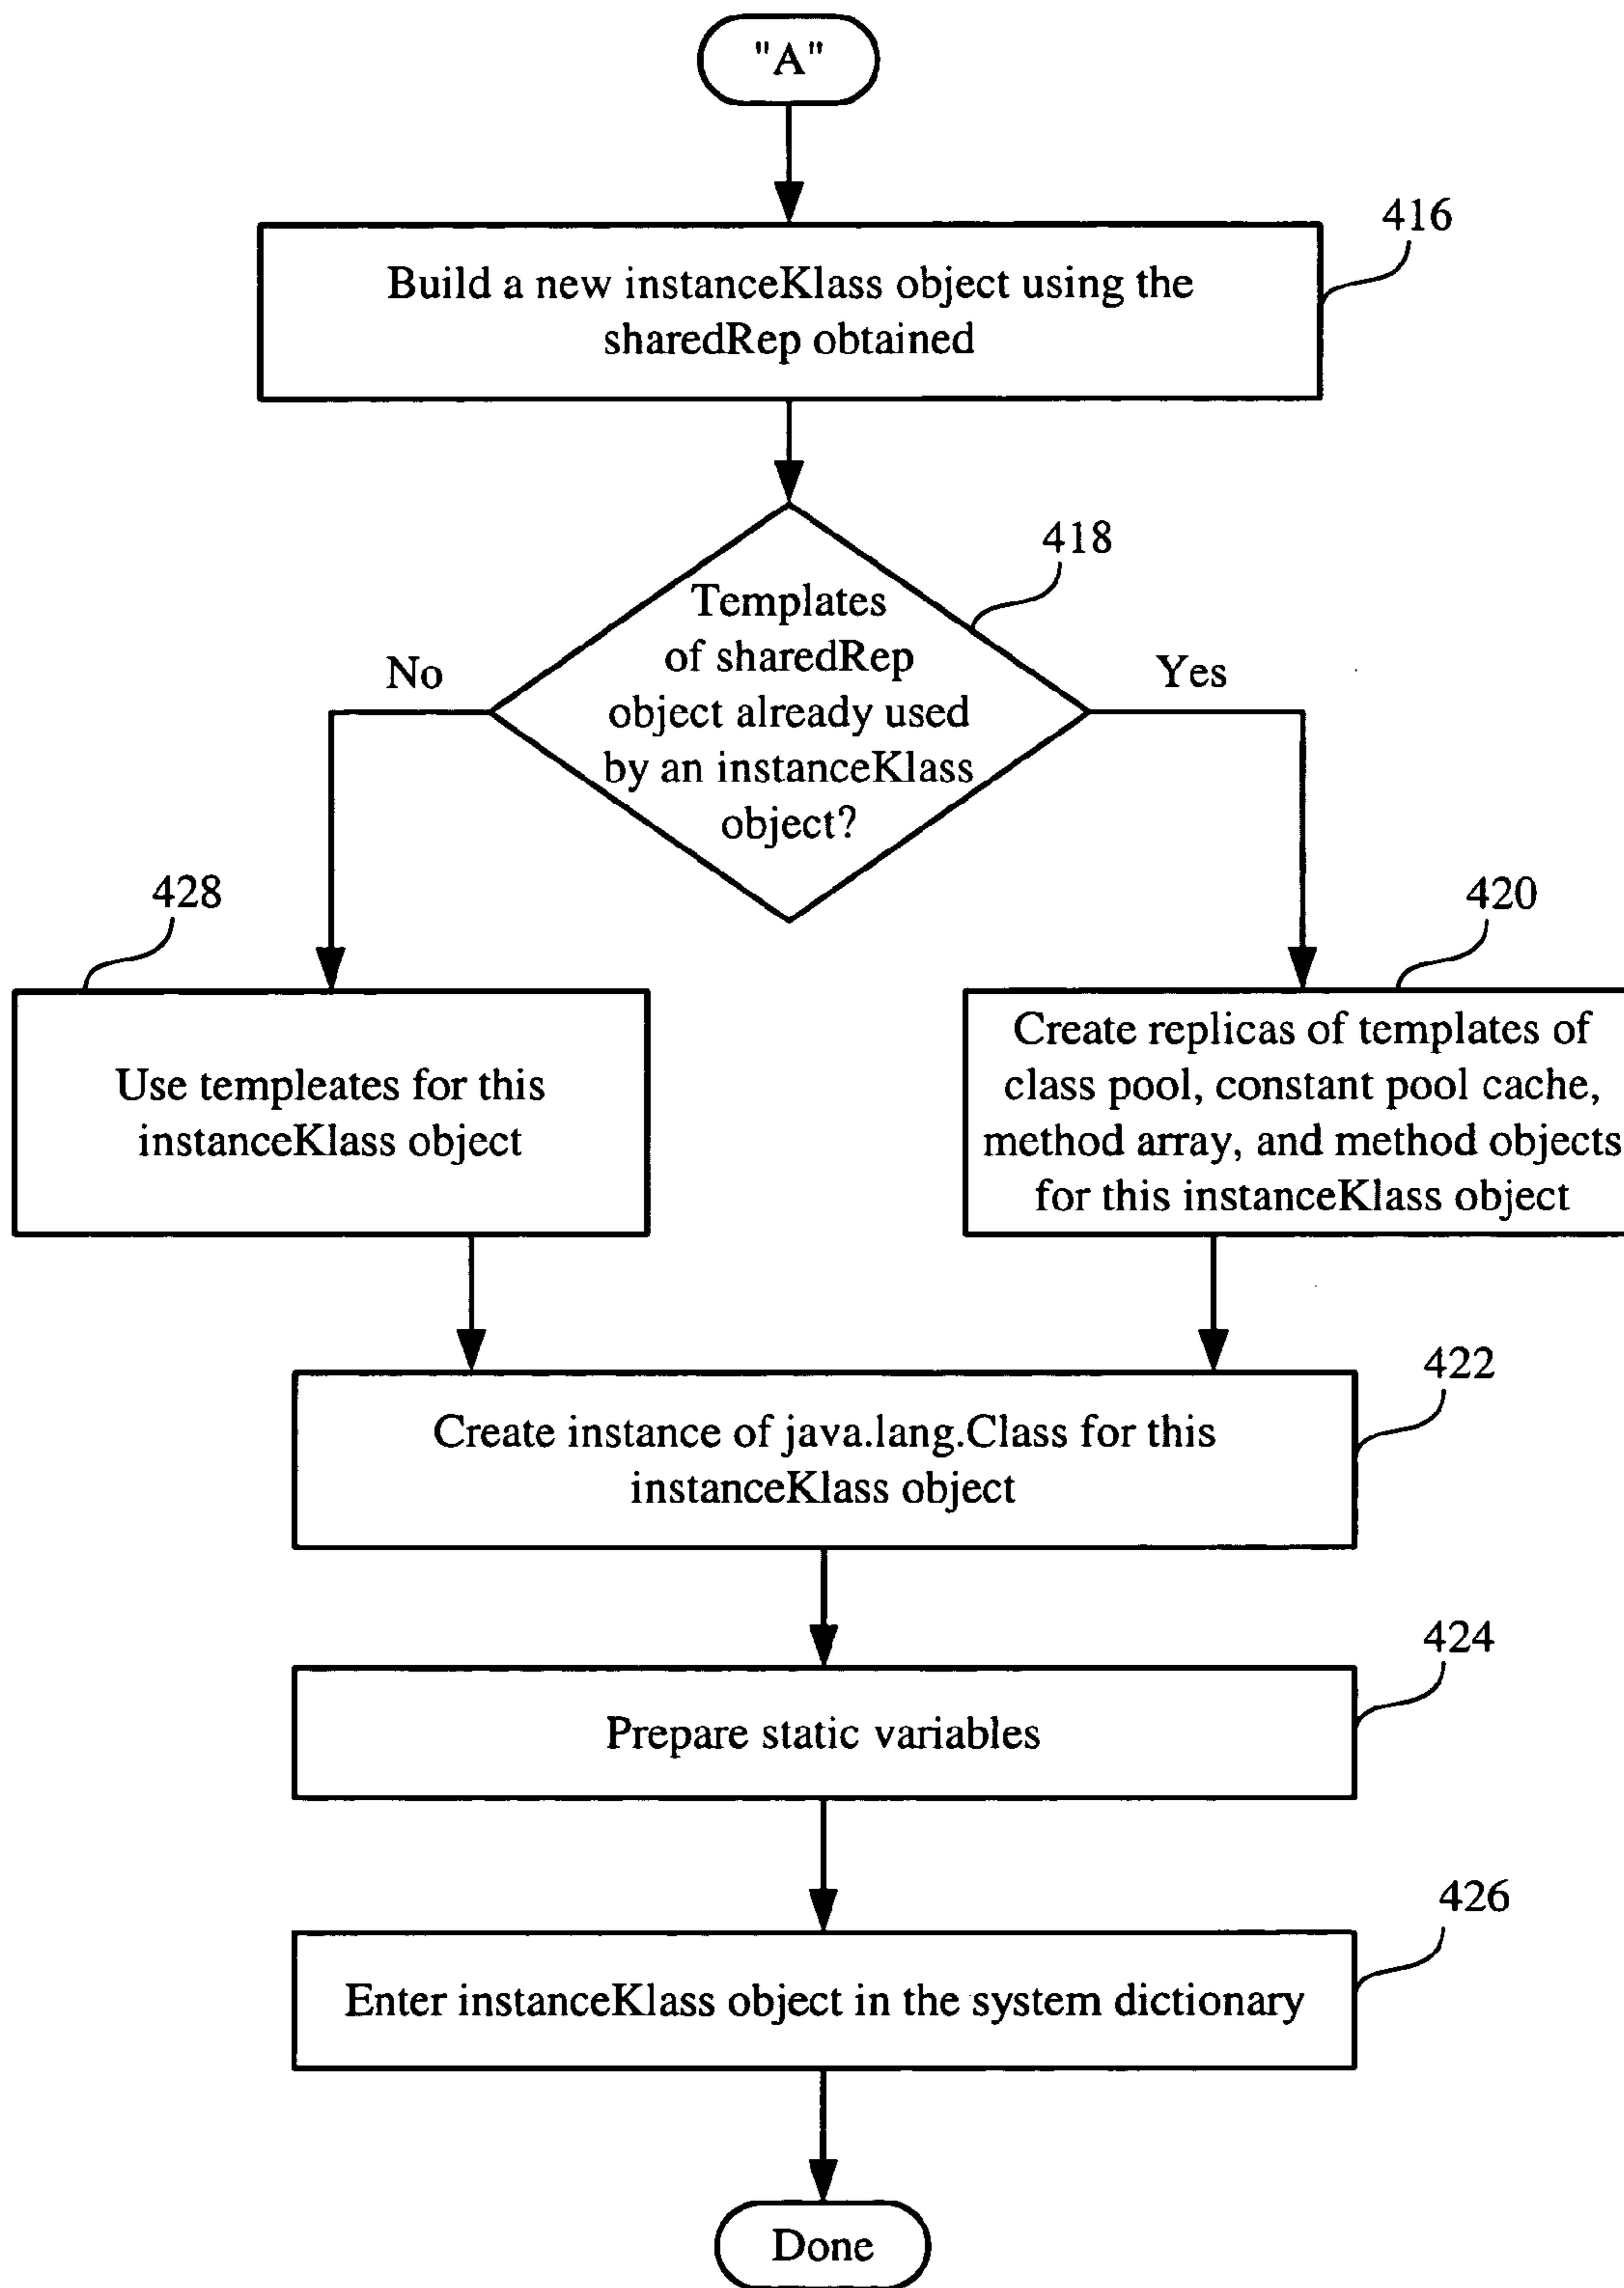 "A"
416
Build a new instanceKlass object using the
sharedRep obtained
418
Templates
of sharedRep
object already used
by an instanceKlass
object?
No
Yes
428
Use templeates for this
instanceKlass object
420
Create replicas of templates of
class pool, constant pool cache,
method array, and method objects
for this instanceKlass object
422
Create instance of java.lang.Class for this
instanceKlass object
424
Prepare static variables
426
Enter instanceKlass object in the system dictionary
Done